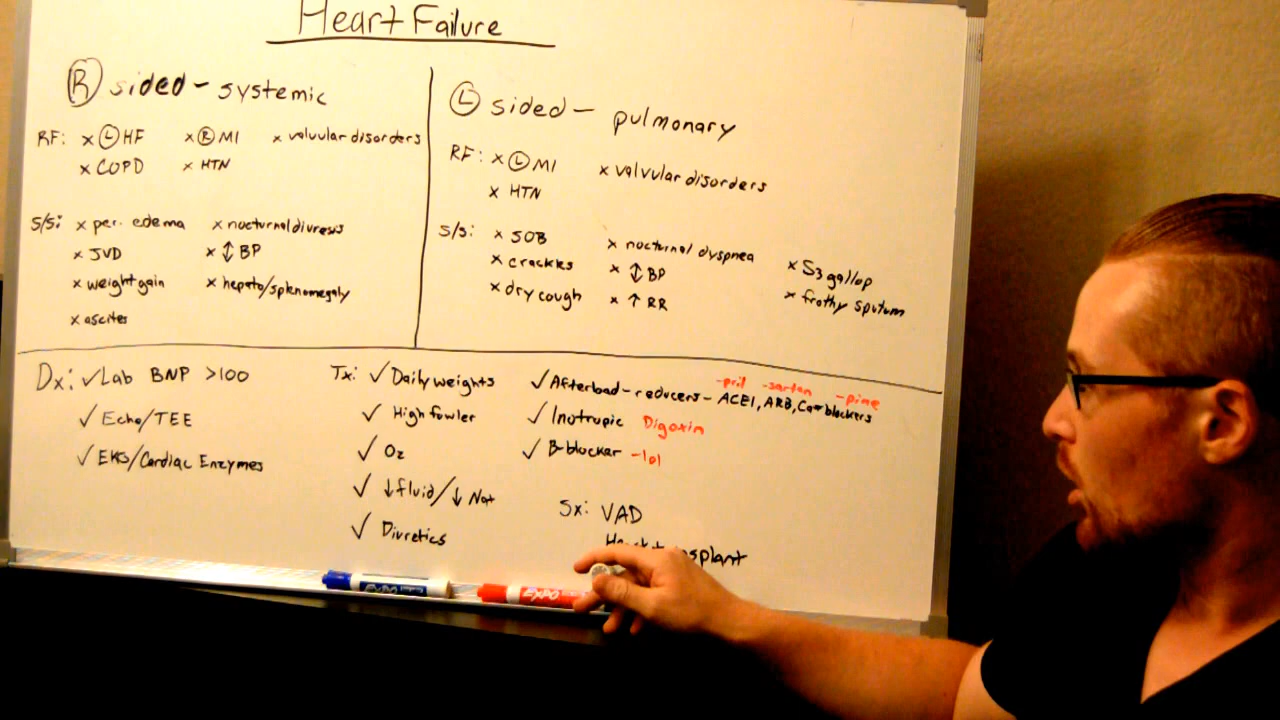 Heart Failure
R sided - systemic
RF: x L HF x R MI x valvular disorders
x COPD x HTN
S/S: x per. edema x nocturnal diuresis
x JVD x ↕ BP
x weight gain x hepato/splenomegaly
x ascites
L sided - pulmonary
RF: x L MI x valvular disorders
x HTN
S/S: x SOB x nocturnal dyspnea x S3 gallop
x crackles x ↕ BP x frothy sputum
x dry cough x ↑ RR
Dx: ✓ Lab BNP >100
✓ Echo/TEE
✓ EKG/Cardiac Enzymes
Tx: ✓ Daily weights
✓ High fowler
✓ O2
✓ ↓ fluid/↓ Na+
✓ Diuretics
-pril -sartan -pine
✓ Afterload-reducers - ACEI, ARB, Ca++ blockers
✓ Inotropic Digoxin
✓ B-blocker -lol
Sx: VAD
EXPO
EXPO